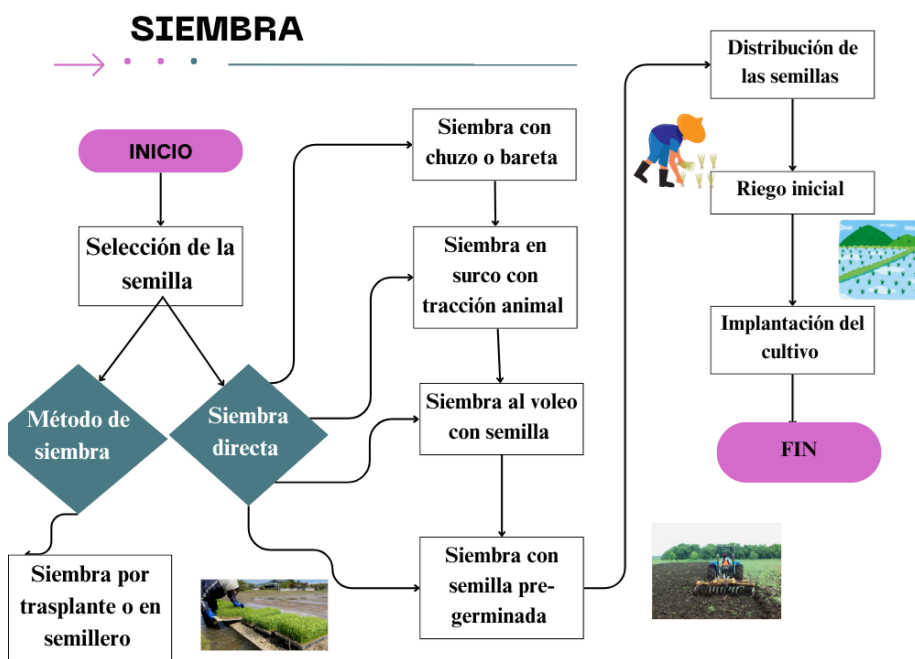 SIEMBRA
INICIO
Selección de la
semilla
Método de
siembra
Siembra por
trasplante o en
semillero
Siembra
directa
Siembra con
chuzo o bareta
Siembra en
surco con
tracción animal
Siembra al voleo
con semilla
Siembra con
semilla pre-
germinada
Distribución de
las semillas
Riego inicial
Implantación del
cultivo
FIN